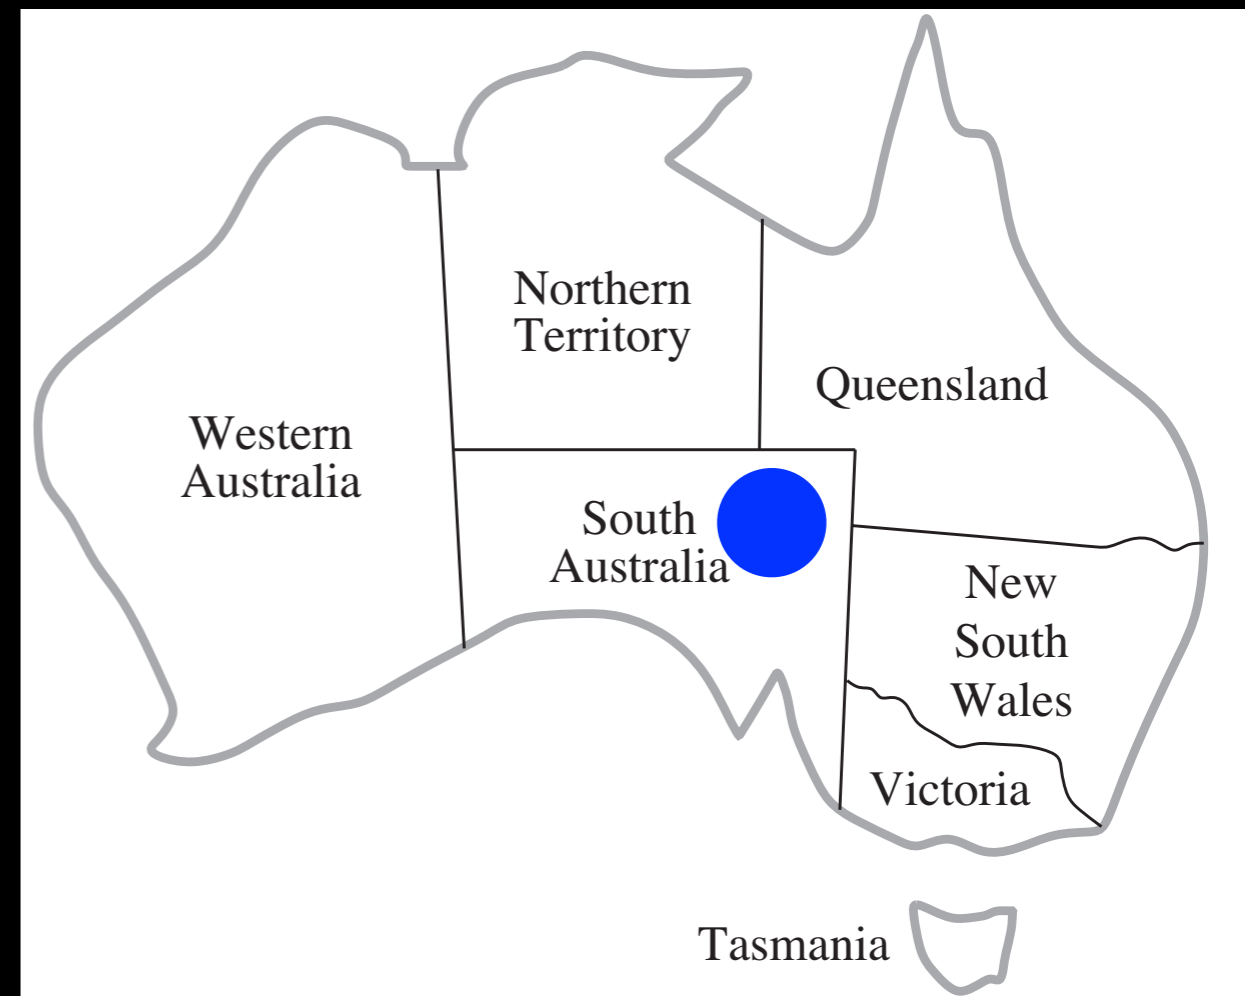 Northern
Territory
Queensland
Western
Australia
South
Australia
New
South
Wales
Victoria
Tasmania